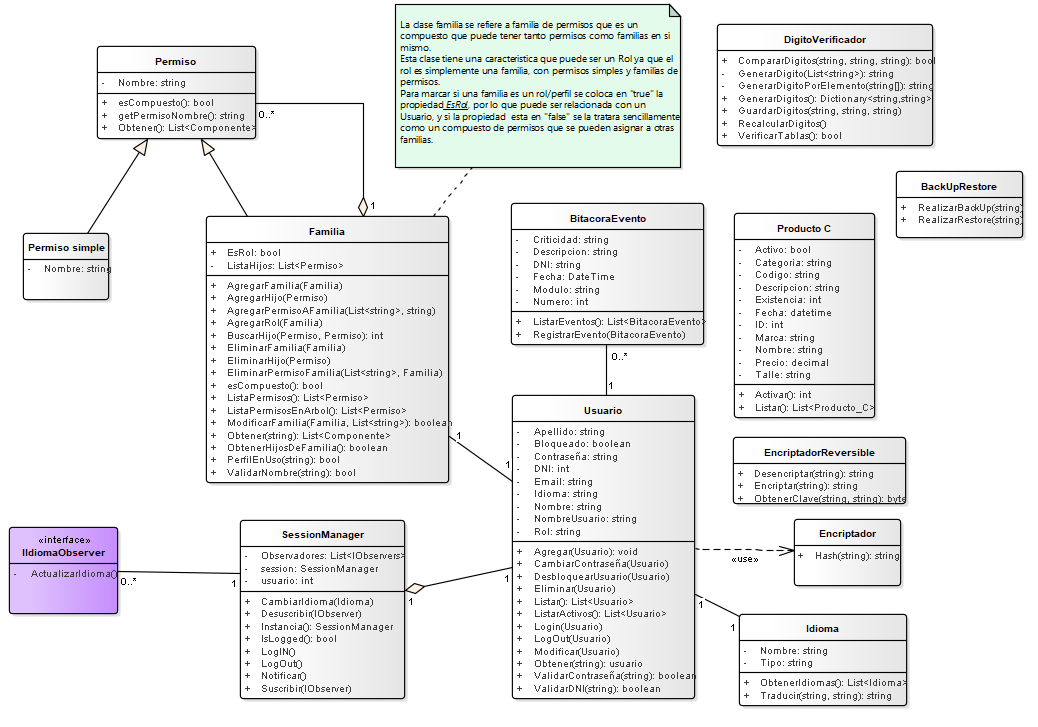 La clase familia se refiere a familia de permisos que es un
compuesto que puede tener tanto permisos como familias en si
mismo.
Esta clase tiene una caracteristica que puede ser un Rol ya que el
rol es simplemente una familia, con permisos simples y familias de
permisos.
Para marcar si una familia es un rol/perfil se coloca en "true" la
propiedad EsRol, por lo que puede ser relacionada con un
Usuario, y si la propiedad esta en "false" se la tratara sencillamente
como un compuesto de permisos que se pueden asignar a otras
familias.
Permiso
- Nombre: string
+ esCompuesto(): bool
+ getPermisoNombre(): string
+ Obtener(): List<Componente>
0..*
1
Permiso simple
- Nombre: string
Familia
+ EsRol: bool
- ListaHijos: List<Permiso>
+ AgregarFamilia(Familia)
+ AgregarHijo(Permiso)
+ AgregarPermisoAFamilia(List<string>, string)
+ AgregarRol(Familia)
+ BuscarHijo(Permiso, Permiso): int
+ EliminarFamilia(Familia)
+ EliminarHijo(Permiso)
+ EliminarPermisoFamilia(List<string>, Familia)
+ esCompuesto(): bool
+ ListaPermisos(): List<Permiso>
+ ListaPermisosEnArbol(): List<Permiso>
+ ModificarFamilia(Familia, List<string>): boolean
+ Obtener(string): List<Componente>
+ ObtenerHijosDeFamilia(): boolean
+ PerfilEnUso(string): bool
+ ValidarNombre(string): bool
1
1
DigitoVerificador
+ CompararDigitos(string, string, string): bool
- GenerarDigito(List<string>): string
- GenerarDigitoPorElemento(string[]): string
+ GenerarDigitos(): Dictionary<string,string>
+ GuardarDigitos(string, string, string)
+ RecalcularDigitos()
+ VerificarTablas(): bool
BackUpRestore
+ RealizarBackUp(string)
+ RealizarRestore(string)
BitacoraEvento
- Criticidad: string
- Descripcion: string
- DNI: string
- Fecha: DateTime
- Modulo: string
- Numero: int
+ ListarEventos(): List<BitacoraEvento>
+ RegistrarEvento(BitacoraEvento)
0..*
1
Producto C
- Activo: bool
- Categoria: string
- Codigo: string
- Descripcion: string
- Existencia: int
- Fecha: datetime
- ID: int
- Marca: string
- Nombre: string
- Precio: decimal
- Talle: string
+ Activar(): int
+ Listar(): List<Producto_C>
Usuario
- Apellido: string
- Bloqueado: boolean
- Contraseña: string
- DNI: int
- Email: string
- Idioma: string
- Nombre: string
- NombreUsuario: string
- Rol: string
+ Agregar(Usuario): void
+ CambiarContraseña(Usuario)
+ DesbloquearUsuario(Usuario)
+ Eliminar(Usuario)
+ Listar(): List<Usuario>
+ ListarActivos(): List<Usuario>
+ Login(Usuario)
+ LogOut(Usuario)
+ Modificar(Usuario)
+ Obtener(string): usuario
+ ValidarContraseña(string): boolean
+ ValidarDNI(string): boolean
EncriptadorReversible
+ Desencriptar(string): string
+ Encriptar(string): string
+ ObtenerClave(string, string): byte
Encriptador
+ Hash(string): string
«use»
Idioma
- Nombre: string
- Tipo: string
+ ObtenerIdiomas(): List<Idioma>
+ Traducir(string, string): string
1
1
SessionManager
- Observadores: List<IObservers>
- session: SessionManager
- usuario: int
+ CambiarIdioma(Idioma)
+ Desuscribir(IObserver)
+ Instancia(): SessionManager
+ IsLogged(): bool
+ LogIN()
+ LogOut()
+ Notificar()
+ Suscribir(IObserver)
1
1
«interface»
IIdiomaObserver
- ActualizarIdioma()
0..*
1